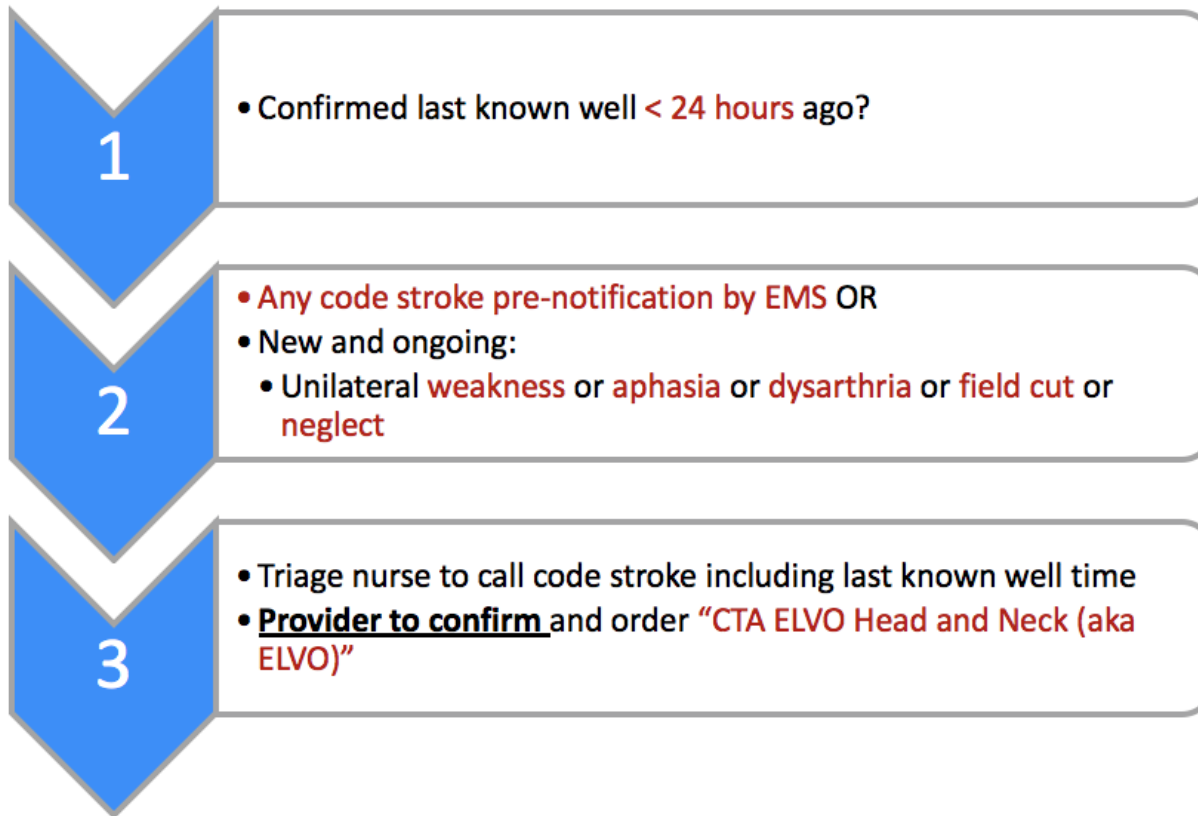 1
• Confirmed last known well < 24 hours ago?
2
• Any code stroke pre-notification by EMS OR
• New and ongoing:
• Unilateral weakness or aphasia or dysarthria or field cut or
neglect
3
• Triage nurse to call code stroke including last known well time
• Provider to confirm and order “CTA ELVO Head and Neck (aka
ELVO)”